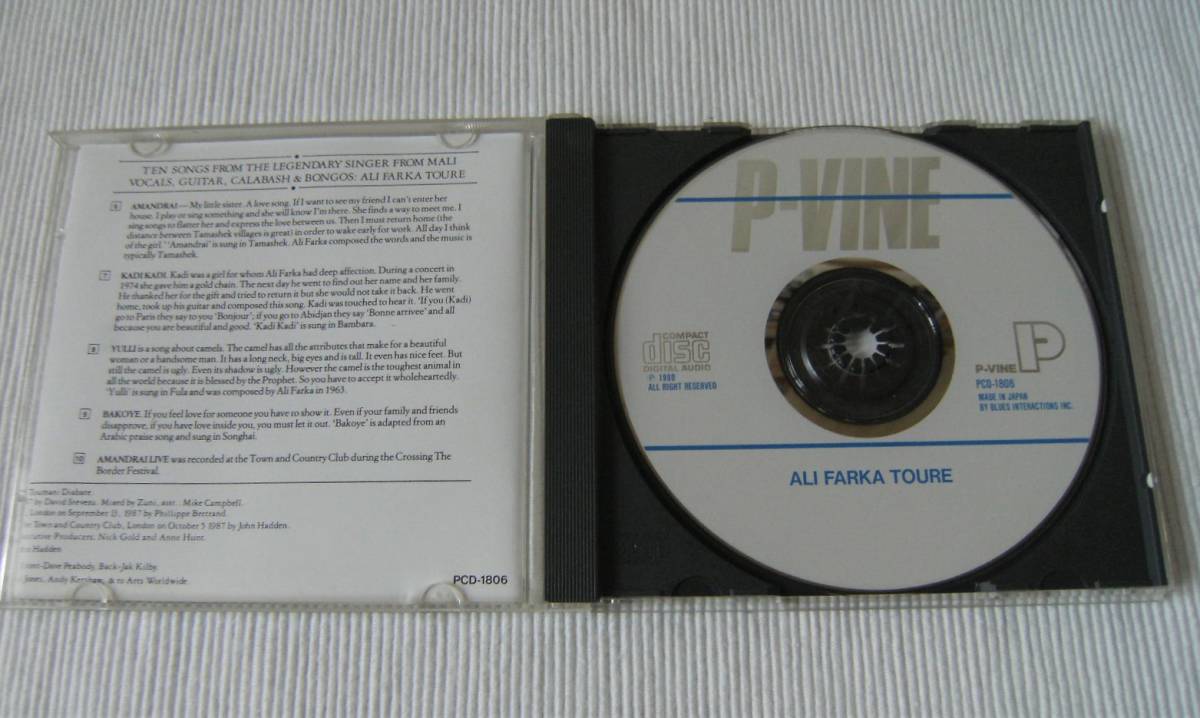 TEN SONGS FROM THE LEGENDARY SINGER FROM MALI
VOCALS, GUITAR, CALABASH & BONGOS: ALI FARKA TOURE
6 AMANDRAI — My little sister. A love song. If I want to see my friend I can't enter her
house. I play or sing something and she will know I'm there. She finds a way to meet me. I
sing songs to flatter her and express the love between us. Then I must return home (the
distance between Tamashek villages is great) in order to wake early for work. All day I think
of the girl.' 'Amandrai' is sung in Tamashek. Ali Farka composed the words and the music is
typically Tamashek.
7 KADI KADI. Kadi was a girl for whom Ali Farka had deep affection. During a concert in
1974 she gave him a gold chain. The next day he went to find out her name and her family.
He thanked her for the gift and tried to return it but she would not take it back. He went
home, took up his guitar and composed this song. Kadi was touched to hear it. 'If you (Kadi)
go to Paris they say to you 'Bonjour'; if you go to Abidjan they say 'Bonne arrivee' and all
because you are beautiful and good. 'Kadi Kadi' is sung in Bambara.
8 YULLI is a song about camels. The camel has all the attributes that make for a beautiful
woman or a handsome man. It has a long neck, big eyes and is tall. It even has nice feet. But
still the camel is ugly. Even its shadow is ugly. However the camel is the toughest animal in
all the world because it is blessed by the Prophet. So you have to accept it wholeheartedly.
'Yulli' is sung in Fula and was composed by Ali Farka in 1963.
9 BAKOYE. If you feel love for someone you have to show it. Even if your family and friends
disapprove, if you have love inside you, you must let it out. 'Bakoye' is adapted from an
Arabic praise song and sung in Songhai.
10 AMANDRAI LIVE was recorded at the Town and Country Club during the Crossing The
Border Festival.
Toumani Diabate.
by David Stevens. Mixed by Zuni, asst. Mike Campbell.
London on September 13, 1987 by Phillippe Bertrand.
Town and Country Club, London on October 5 1987 by John Hadden.
Producers: Nick Gold and Anne Hunt.
Hadden
Dave Peabody, Back-Jak Kilby.
Jones, Andy Kershaw, & to Arts Worldwide.
PCD-1806
P-VINE
COMPACT
disc
DIGITAL AUDIO
ALL RIGHT RESERVED
P-VINE
PCD-1806
MADE IN JAPAN
BY BLUES INTERACTIONS INC.
ALI FARKA TOURE